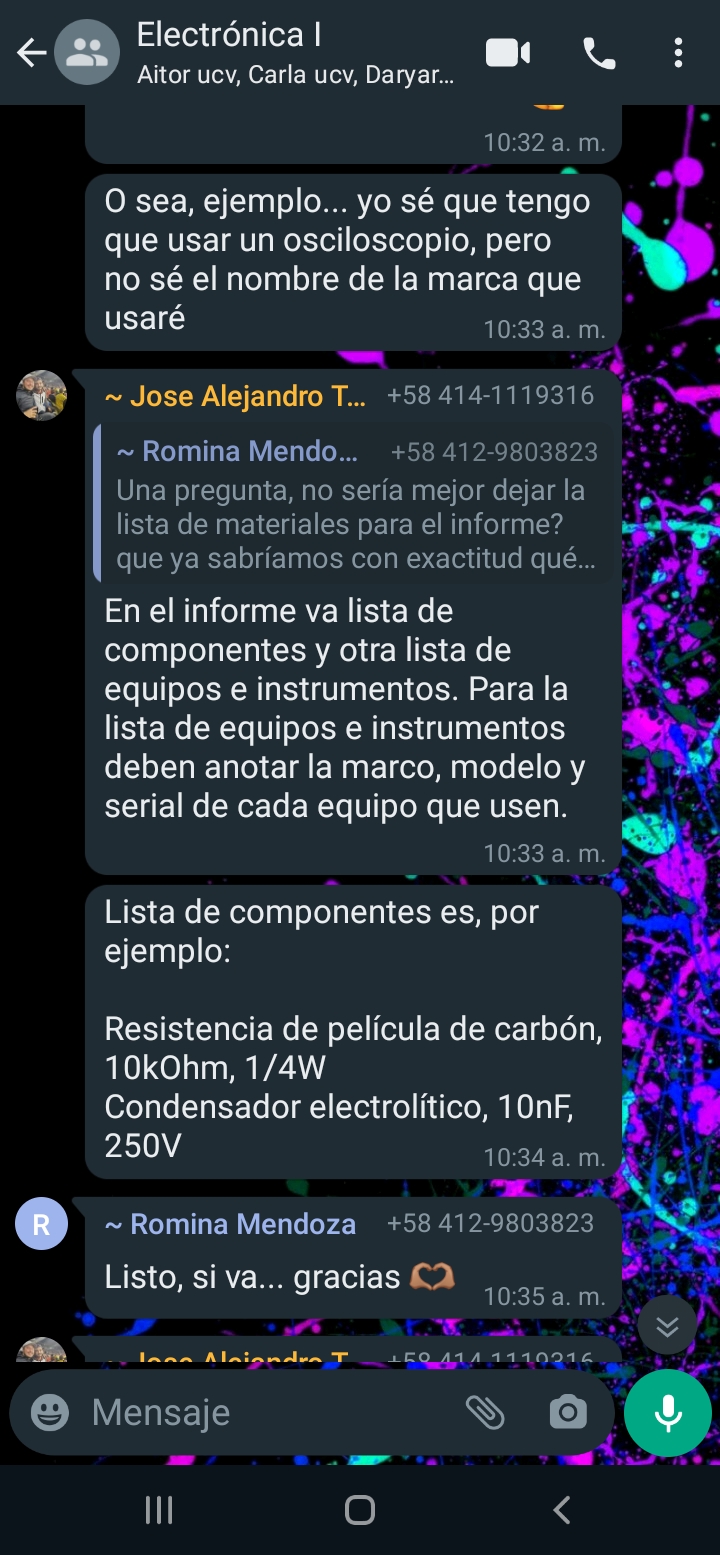 Electrónica I
Aitor ucv, Carla ucv, Daryar...
10:32 a. m.
O sea, ejemplo... yo sé que tengo
que usar un osciloscopio, pero
no sé el nombre de la marca que
usaré
10:33 a. m.
~ Jose Alejandro T... +58 414-1119316
~ Romina Mendo... +58 412-9803823
Una pregunta, no sería mejor dejar la
lista de materiales para el informe?
que ya sabríamos con exactitud qué...
En el informe va lista de
componentes y otra lista de
equipos e instrumentos. Para la
lista de equipos e instrumentos
deben anotar la marco, modelo y
serial de cada equipo que usen.
10:33 a. m.
Lista de componentes es, por
ejemplo:
Resistencia de película de carbón,
10kOhm, 1/4W
Condensador electrolítico, 10nF,
250V
10:34 a. m.
R
~ Romina Mendoza +58 412-9803823
Listo, si va... gracias
10:35 a. m.
~ Jose Alejandro T... +58 414-1119316
Mensaje